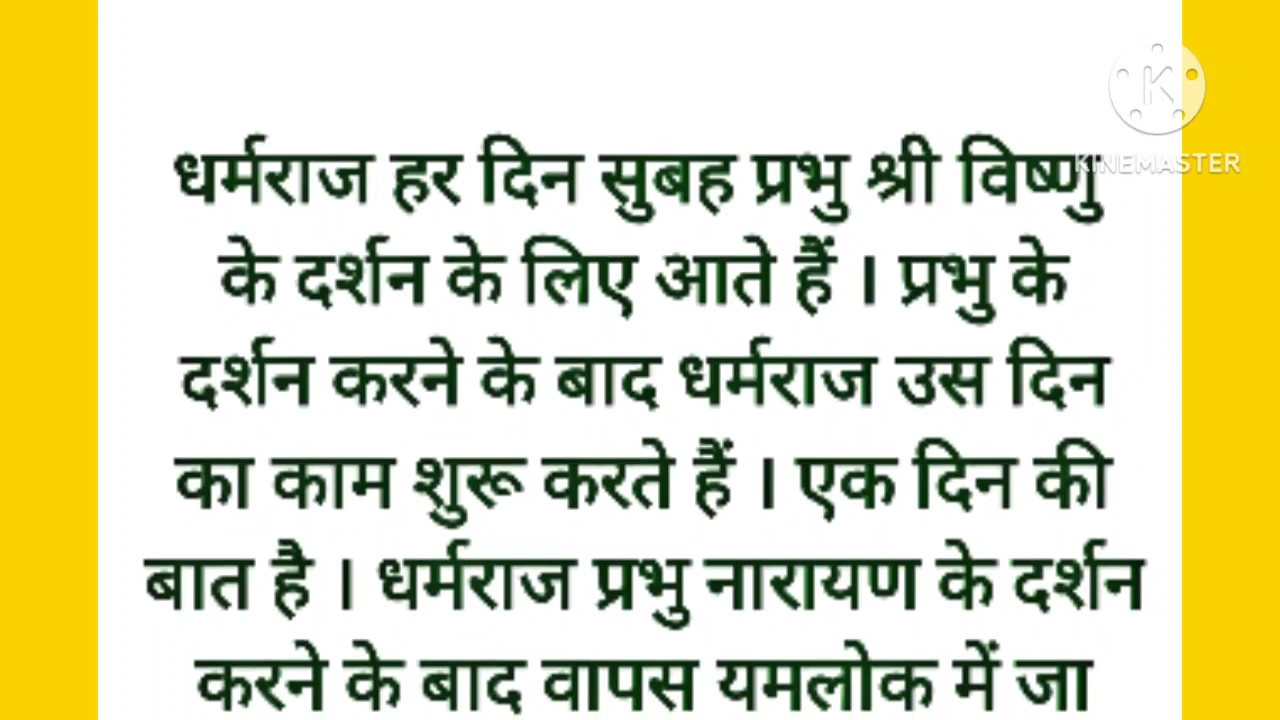 धर्मराज हर दिन सुबह प्रभु श्री विष्णु
KINEMASTER
के दर्शन के लिए आते हैं । प्रभु के
दर्शन करने के बाद धर्मराज उस दिन
का काम शुरू करते हैं । एक दिन की
बात है । धर्मराज प्रभु नारायण के दर्शन
करने के बाद वापस यमलोक में जा